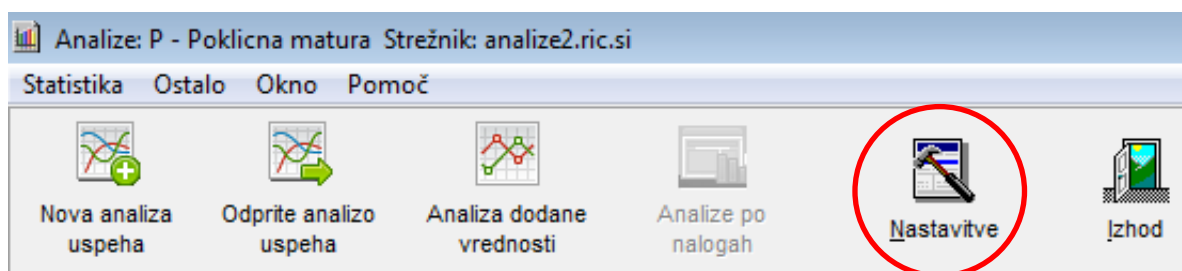 Analize: P - Poklicna matura Strežnik: analize2.ric.si
Statistika Ostalo Okno Pomoč
Nova analiza uspeha
Odprite analizo uspeha
Analiza dodane vrednosti
Analize po nalogah
Nastavitve
Izhod